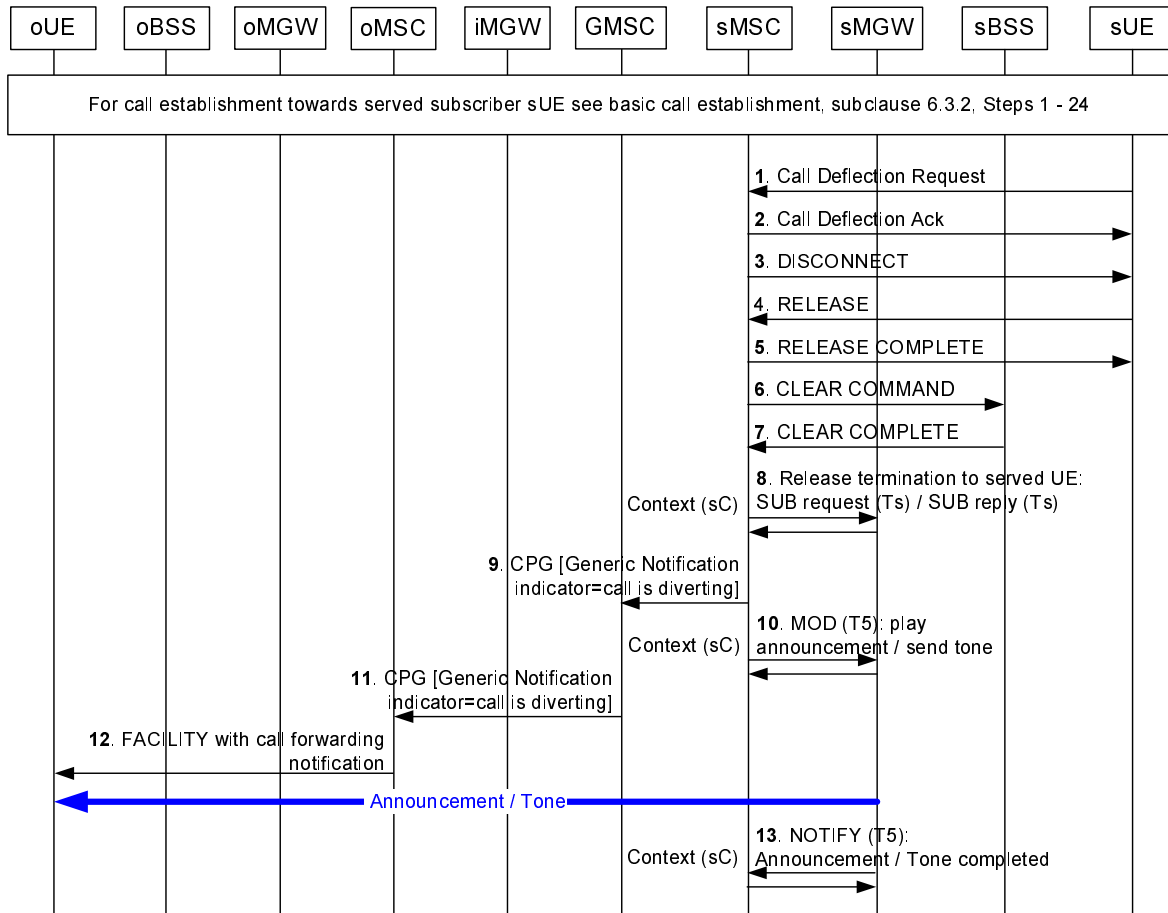 oUE oBSS oMGW oMSC iMGW GMSC sMSC sMGW sBSS sUE
For call establishment towards served subscriber sUE see basic call establishment, subclause 6.3.2, Steps 1 - 24
1. Call Deflection Request
2. Call Deflection Ack
3. DISCONNECT
4. RELEASE
5. RELEASE COMPLETE
6. CLEAR COMMAND
7. CLEAR COMPLETE
8. Release termination to served UE:
Context (sC) SUB request (Ts) / SUB reply (Ts)
9. CPG [Generic Notification
indicator=call is diverting]
10. MOD (T5): play
Context (sC) announcement / send tone
11. CPG [Generic Notification
indicator=call is diverting]
12. FACILITY with call forwarding
notification
Announcement / Tone
13. NOTIFY (T5):
Context (sC) Announcement / Tone completed